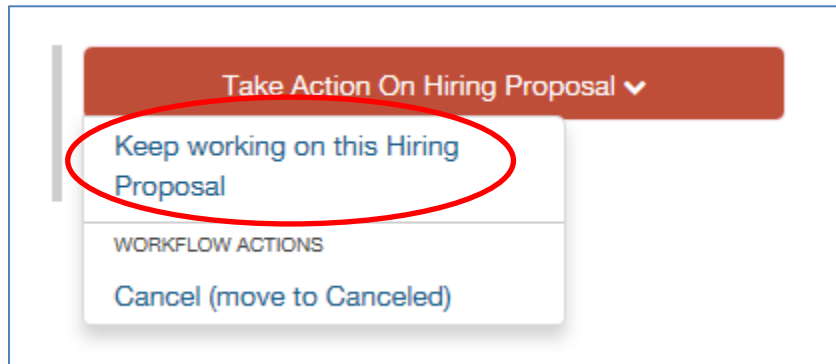 Take Action On Hiring Proposal
Keep working on this Hiring
Proposal
WORKFLOW ACTIONS
Cancel (move to Canceled)